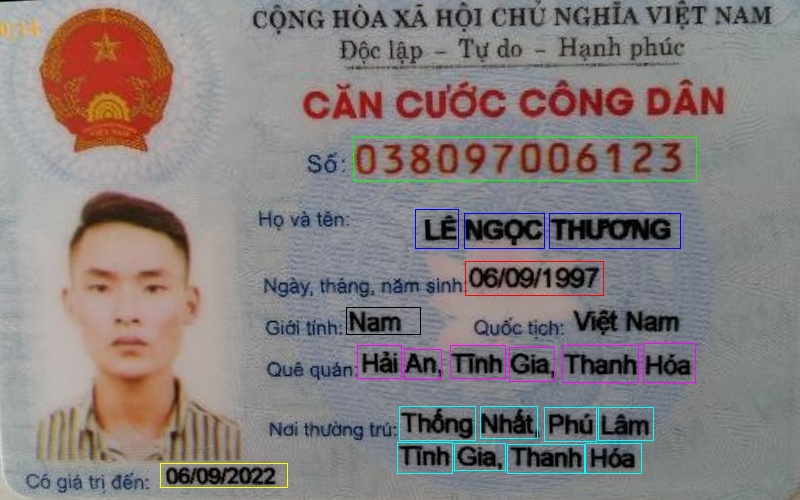 CỘNG HÒA XÃ HỘI CHỦ NGHĨA VIỆT NAM
Độc lập – Tự do – Hạnh phúc
CĂN CƯỚC CÔNG DÂN
Số: 038097006123
Họ và tên: LÊ NGỌC THƯƠNG
Ngày, tháng, năm sinh: 06/09/1997
Giới tính: Nam Quốc tịch: Việt Nam
Quê quán: Hải An, Tĩnh Gia, Thanh Hóa
Nơi thường trú: Thống Nhất, Phú Lâm
Tĩnh Gia, Thanh Hóa
Có giá trị đến: 06/09/2022